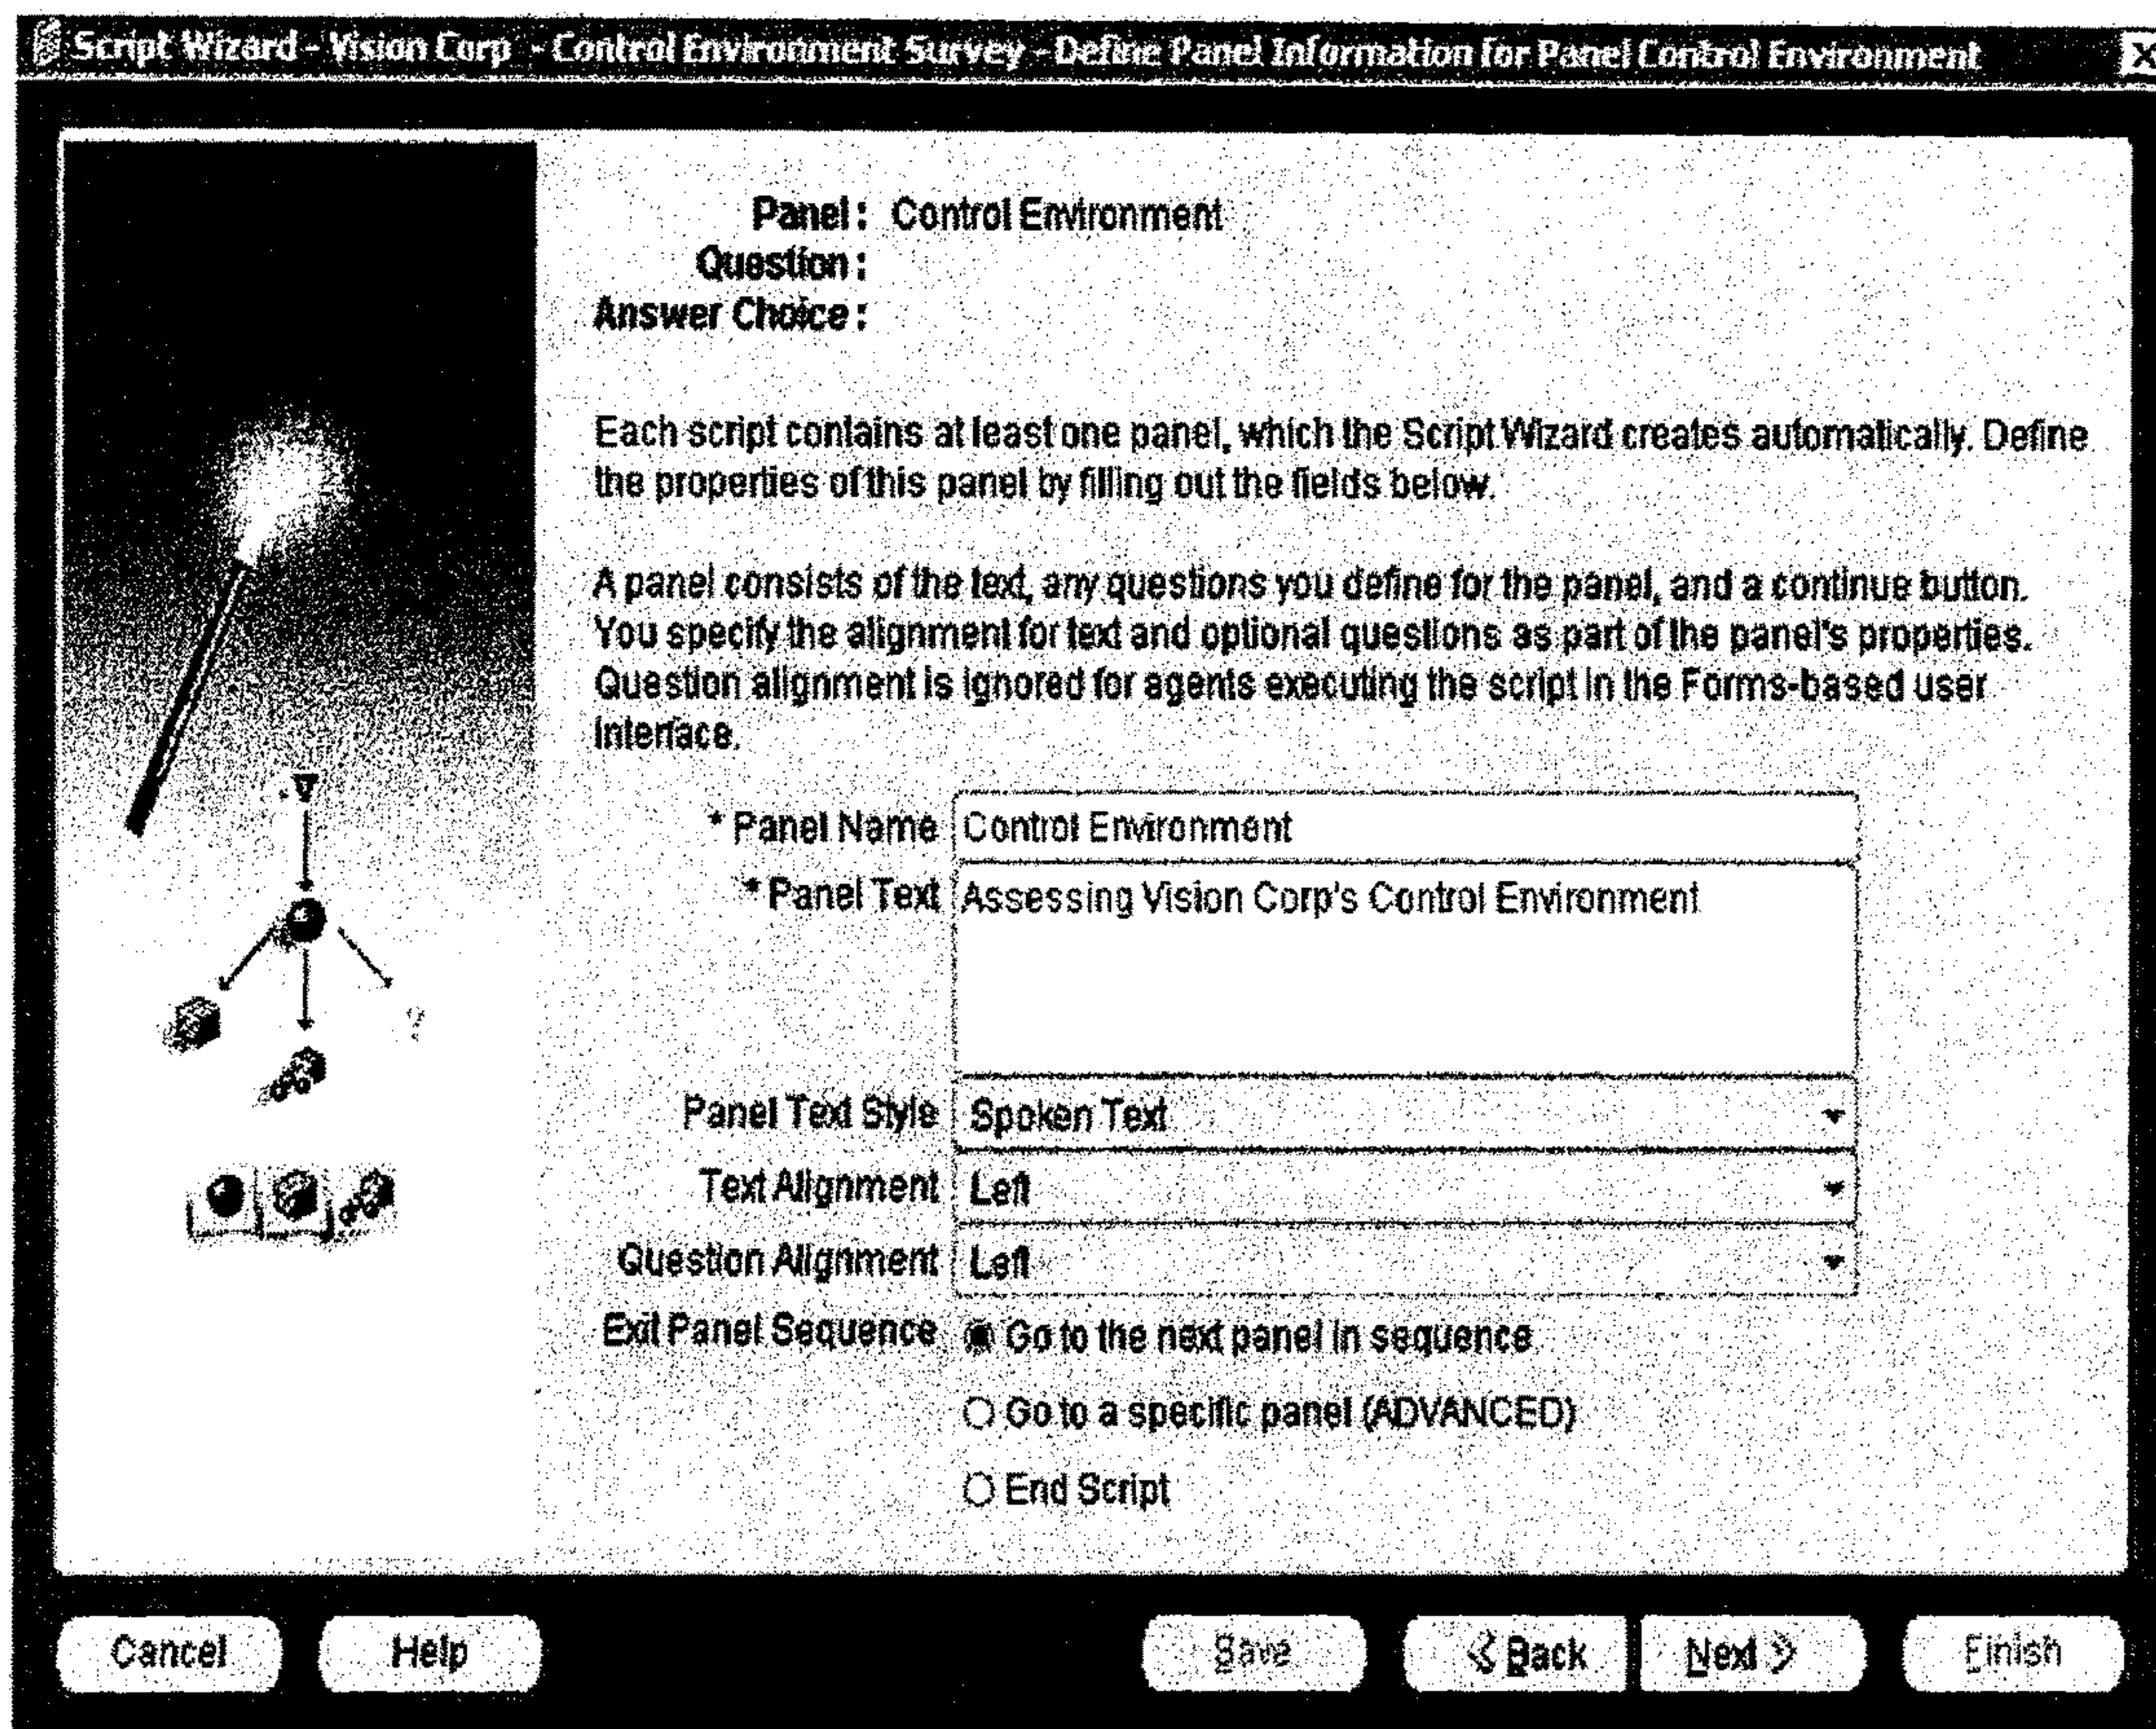 Script Wizard - Vision Corp - Control Environment Survey - Define Panel Information for Panel Control Environment
Panel: Control Environment
Question:
Answer Choice:
Each script contains at least one panel, which the Script Wizard creates automatically. Define
the properties of this panel by filling out the fields below.
A panel consists of the text, any questions you define for the panel, and a continue button.
You specify the alignment for text and optional questions as part of the panel's properties.
Question alignment is ignored for agents executing the script in the Forms-based user
interface.
* Panel Name Control Environment
* Panel Text Assessing Vision Corp's Control Environment
Panel Text Style Spoken Text
Text Alignment Left
Question Alignment Left
Exit Panel Sequence Go to the next panel in sequence
Go to a specific panel (ADVANCED)
End Script
Cancel Help Save Back Next Finish